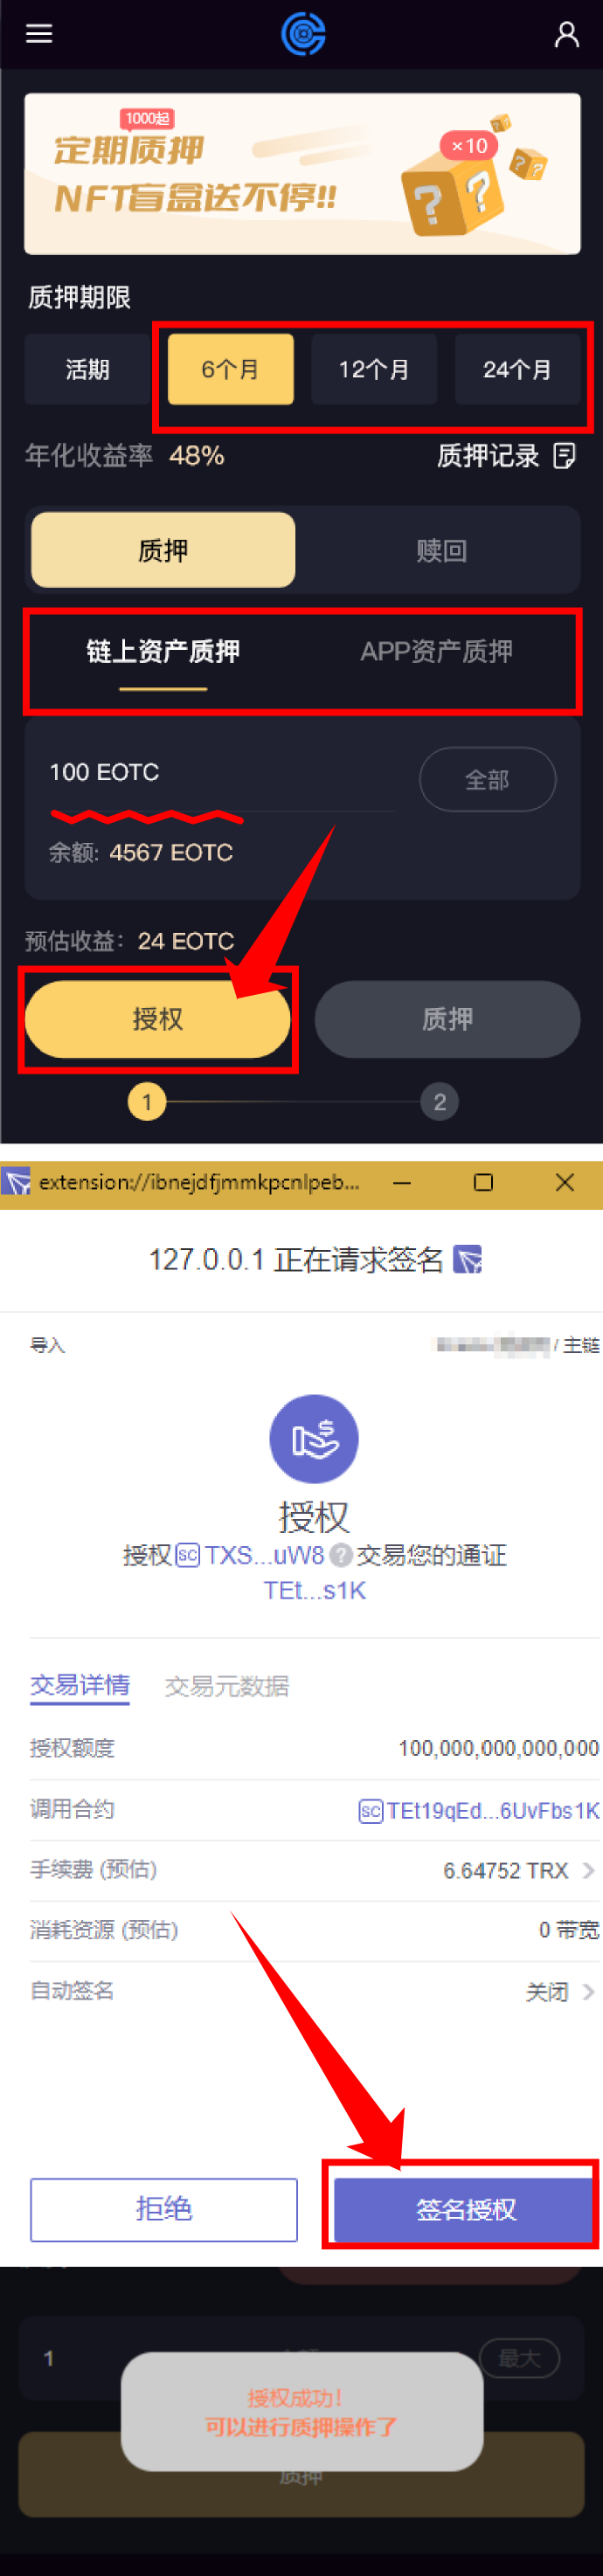 1000起
定期质押
×10
NFT盲盒送不停!!
? ? ? ?
质押期限
活期 6个月 12个月 24个月
年化收益率 48% 质押记录
质押 赎回
链上资产质押 APP资产质押
100 EOTC 全部
余额: 4567 EOTC
预估收益: 24 EOTC
授权 质押
1 2
extension://ibnejdfjmmkpcnlpeb...
127.0.0.1 正在请求签名
导入 / 主链
授权
授权 SC TXS...uW8 ? 交易您的通证
TEt...s1K
交易详情 交易元数据
授权额度 100,000,000,000,000
调用合约 SC TEt19qEd...6UvFbs1K
手续费 (预估) 6.64752 TRX >
消耗资源 (预估) 0 带宽
自动签名 关闭 >
拒绝 签名授权
1 最大
授权成功!
可以进行质押操作了
质押